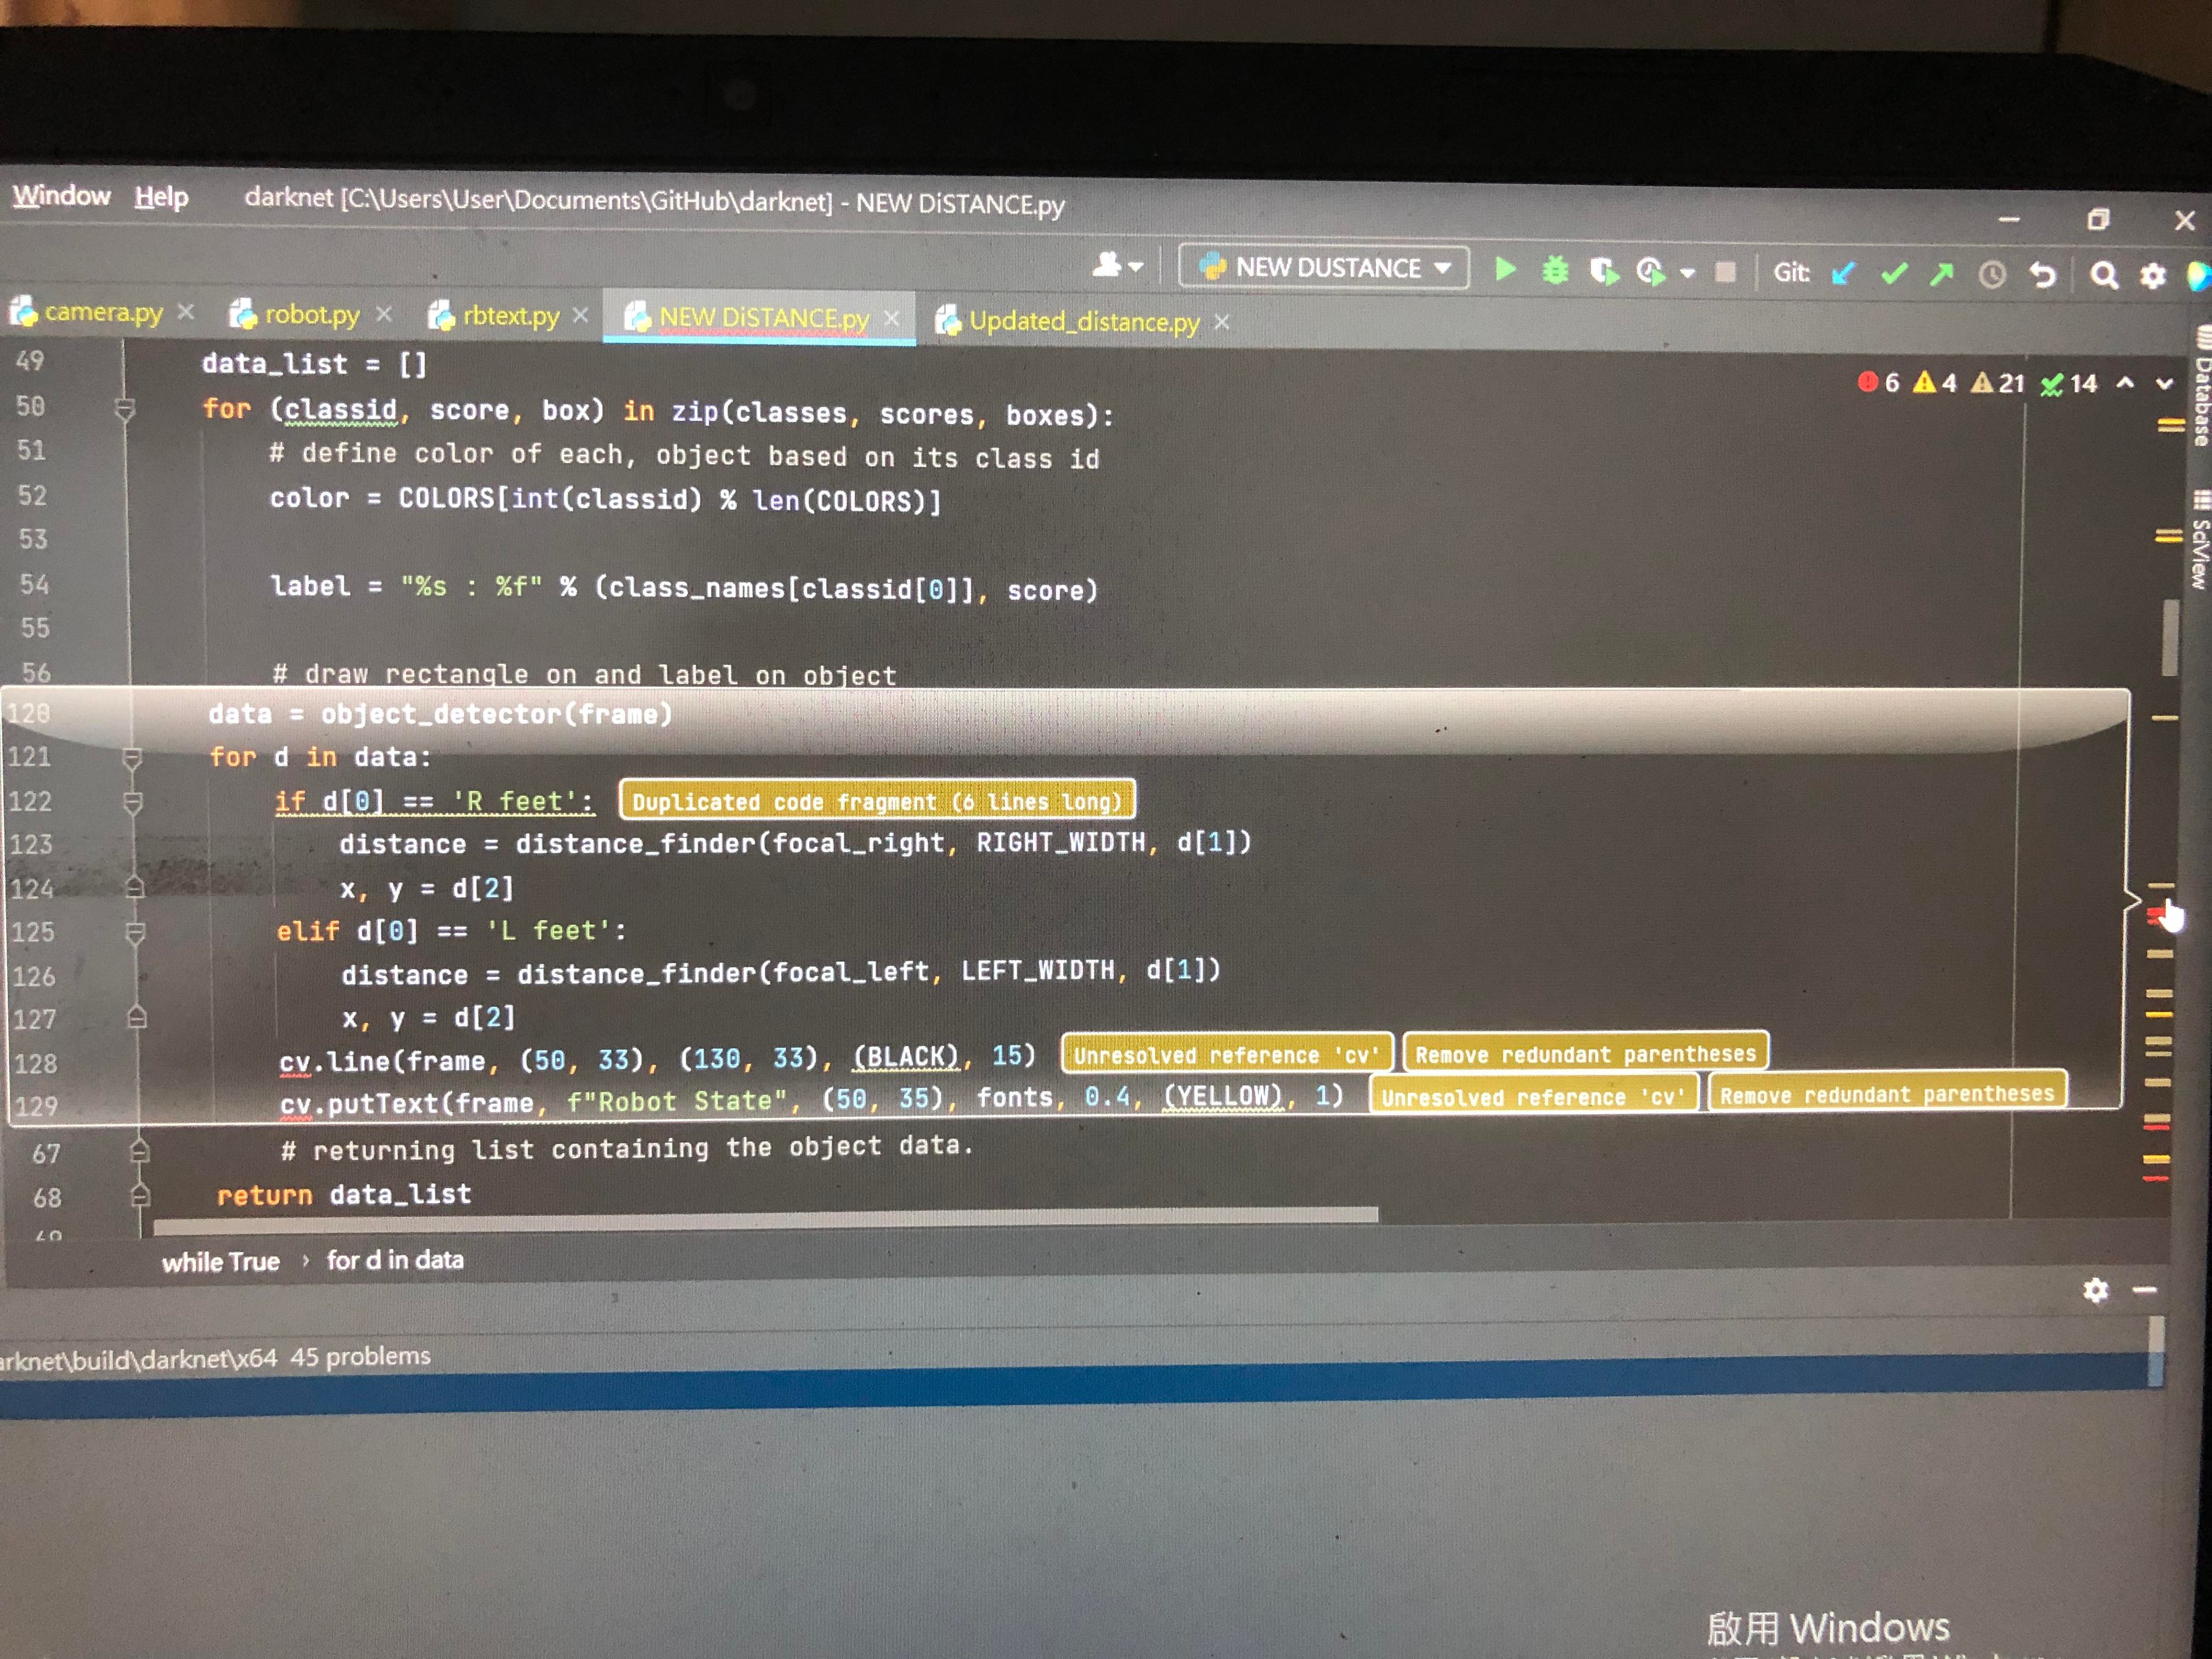 Window Help darknet [C:\Users\User\Documents\GitHub\darknet] - NEW DiSTANCE.py
NEW DUSTANCE Git:
camera.py robot.py rbtext.py NEW DiSTANCE.py Updated_distance.py
6 4 21 14
Database
SciView
49 data_list = []
50 for (classid, score, box) in zip(classes, scores, boxes):
51 # define color of each, object based on its class id
52 color = COLORS[int(classid) % len(COLORS)]
53
54 label = "%s : %f" % (class_names[classid[0]], score)
55
56 # draw rectangle on and label on object
120 data = object_detector(frame)
121 for d in data:
122 if d[0] == 'R feet': Duplicated code fragment (6 lines long)
123 distance = distance_finder(focal_right, RIGHT_WIDTH, d[1])
124 x, y = d[2]
125 elif d[0] == 'L feet':
126 distance = distance_finder(focal_left, LEFT_WIDTH, d[1])
127 x, y = d[2]
128 cv.line(frame, (50, 33), (130, 33), (BLACK), 15) Unresolved reference 'cv' Remove redundant parentheses
129 cv.putText(frame, f"Robot State", (50, 35), fonts, 0.4, (YELLOW), 1) Unresolved reference 'cv' Remove redundant parentheses
67 # returning list containing the object data.
68 return data_list
69
while True › for d in data
arknet\build\darknet\x64 45 problems
啟用 Windows